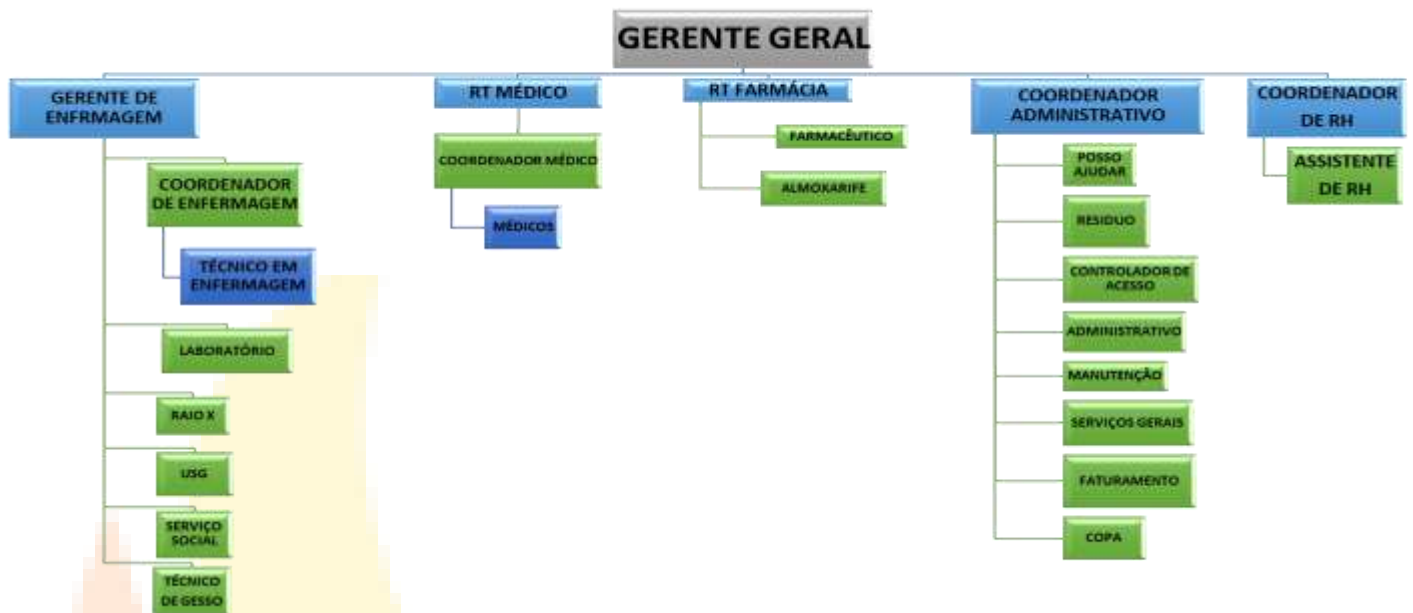 GERENTE GERAL
GERENTE DE
ENFRMAGEM
COORDENADOR
DE ENFERMAGEM
TÉCNICO EM
ENFERMAGEM
LABORATÓRIO
RAIO X
USG
SERVIÇO
SOCIAL
TÉCNICO
DE GESSO
RT MÉDICO
COORDENADOR MÉDICO
MÉDICOS
RT FARMÁCIA
FARMACÊUTICO
ALMOXARIFE
COORDENADOR
ADMINISTRATIVO
POSSO
AJUDAR
RESIDUO
CONTROLADOR DE
ACESSO
ADMINISTRATIVO
MANUTENÇÃO
SERVIÇOS GERAIS
FATURAMENTO
COPA
COORDENADOR
DE RH
ASSISTENTE
DE RH